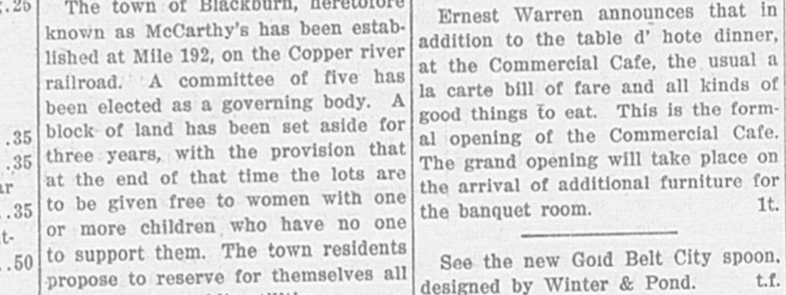 .25
.35
.35
ar
.35
t-
.50
The town of Blackburn, heretofore
known as McCarthy's has been estab-
lished at Mile 192, on the Copper river
railroad. A committee of five has
been elected as a governing body. A
block of land has been set aside for
three years, with the provision that
at the end of that time the lots are
to be given free to women with one
or more children who have no one
to support them. The town residents
propose to reserve for themselves all
Ernest Warren announces that in
addition to the table d' hote dinner,
at the Commercial Cafe, the usual a
la carte bill of fare and all kinds of
good things to eat. This is the form-
al opening of the Commercial Cafe.
The grand opening will take place on
the arrival of additional furniture for
the banquet room. 1t.
See the new Gold Belt City spoon,
designed by Winter & Pond. t.f.